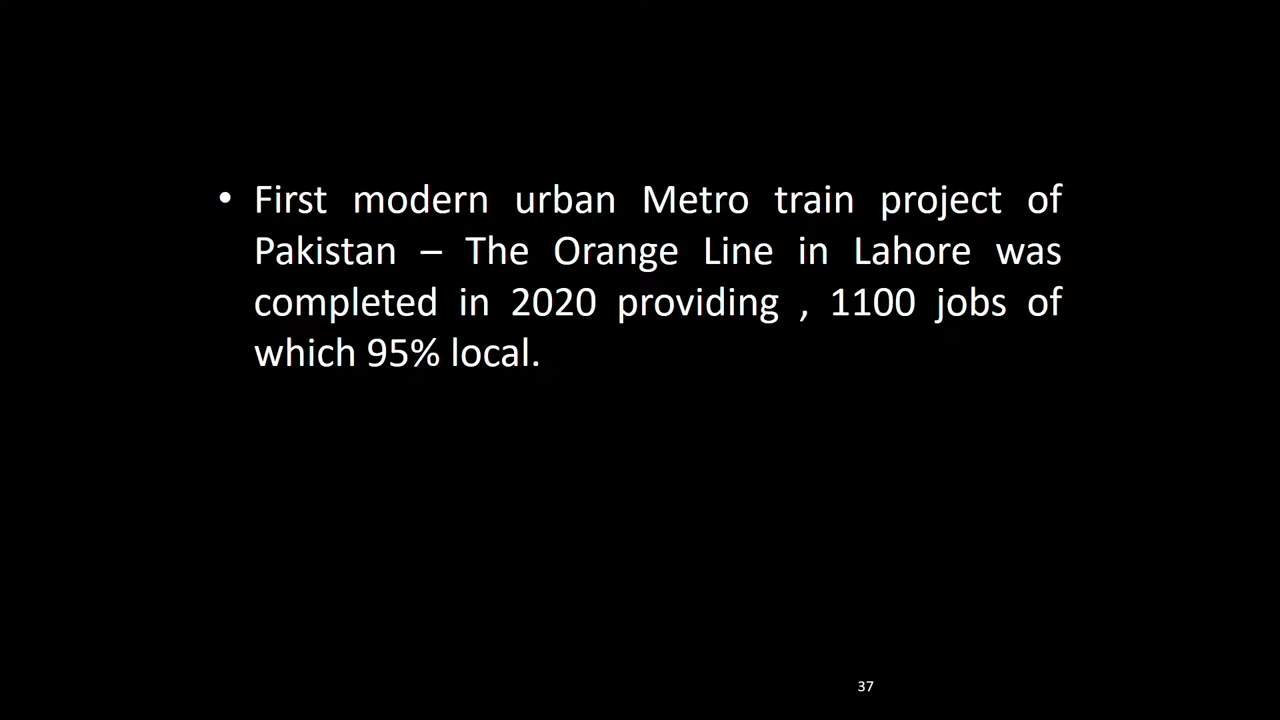 • First modern urban Metro train project of
Pakistan – The Orange Line in Lahore was
completed in 2020 providing , 1100 jobs of
which 95% local.
37